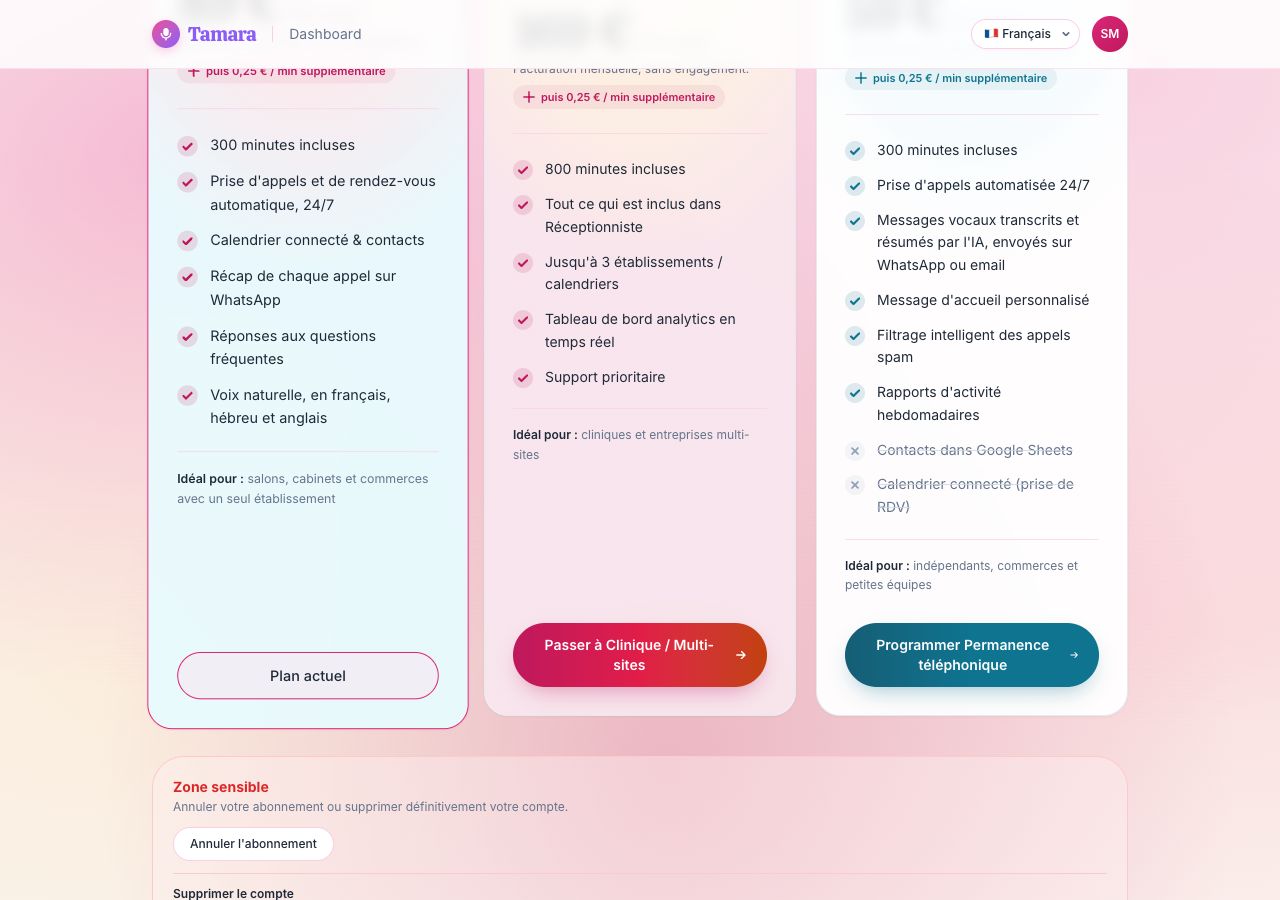 Tamara
Dashboard
Français
SM
puis 0,25 € / min supplémentaire
300 minutes incluses
Prise d'appels et de rendez-vous
automatique, 24/7
Calendrier connecté & contacts
Récap de chaque appel sur
WhatsApp
Réponses aux questions
fréquentes
Voix naturelle, en français,
hébreu et anglais
Idéal pour : salons, cabinets et commerces
avec un seul établissement
Plan actuel
Facturation mensuelle, sans engagement.
puis 0,25 € / min supplémentaire
800 minutes incluses
Tout ce qui est inclus dans
Réceptionniste
Jusqu'à 3 établissements /
calendriers
Tableau de bord analytics en
temps réel
Support prioritaire
Idéal pour : cliniques et entreprises multi-
sites
Passer à Clinique / Multi-
sites
puis 0,25 € / min supplémentaire
300 minutes incluses
Prise d'appels automatisée 24/7
Messages vocaux transcrits et
résumés par l'IA, envoyés sur
WhatsApp ou email
Message d'accueil personnalisé
Filtrage intelligent des appels
spam
Rapports d'activité
hebdomadaires
Contacts dans Google Sheets
Calendrier connecté (prise de
RDV)
Idéal pour : indépendants, commerces et
petites équipes
Programmer Permanence
téléphonique
Zone sensible
Annuler votre abonnement ou supprimer définitivement votre compte.
Annuler l'abonnement
Supprimer le compte